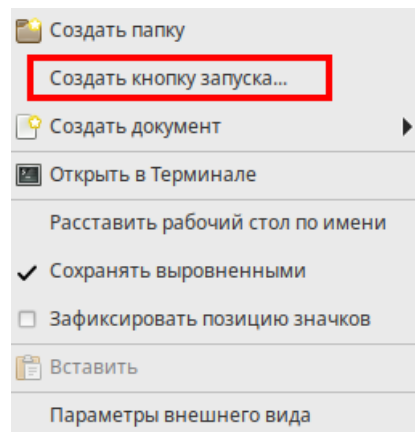 Создать папку
Создать кнопку запуска...
Создать документ
Открыть в Терминале
Расставить рабочий стол по имени
Сохранять выровненными
Зафиксировать позицию значков
Вставить
Параметры внешнего вида